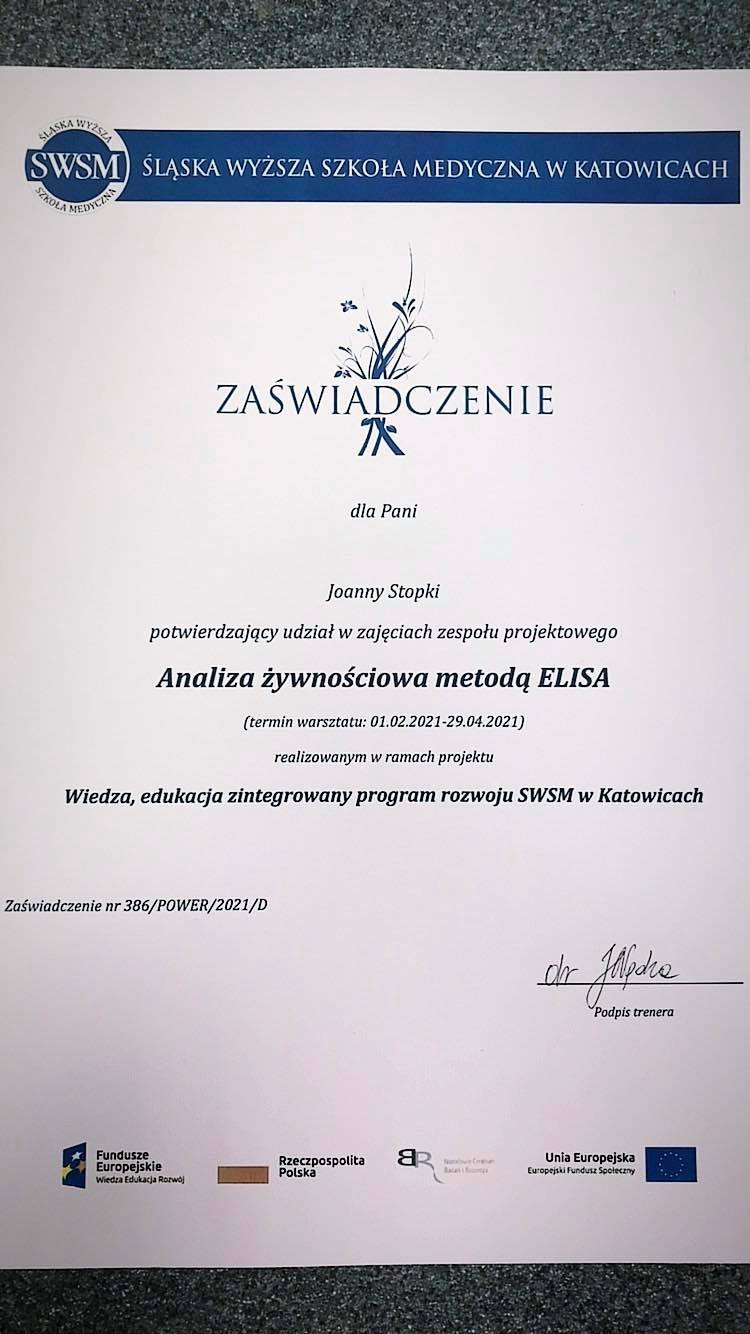 ŚLĄSKA WYŻSZA
SWSM
SZKOŁA MEDYCZNA
ŚLĄSKA WYŻSZA SZKOŁA MEDYCZNA W KATOWICACH
ZAŚWIADCZENIE
dla Pani
Joanny Stopki
potwierdzający udział w zajęciach zespołu projektowego
Analiza żywnościowa metodą ELISA
(termin warsztatu: 01.02.2021-29.04.2021)
realizowanym w ramach projektu
Wiedza, edukacja zintegrowany program rozwoju SWSM w Katowicach
Zaświadczenie nr 386/POWER/2021/D
dr
Podpis trenera
Fundusze
Europejskie
Wiedza Edukacja Rozwój
Rzeczpospolita
Polska
Narodowe Centrum
Badań i Rozwoju
Unia Europejska
Europejski Fundusz Społeczny